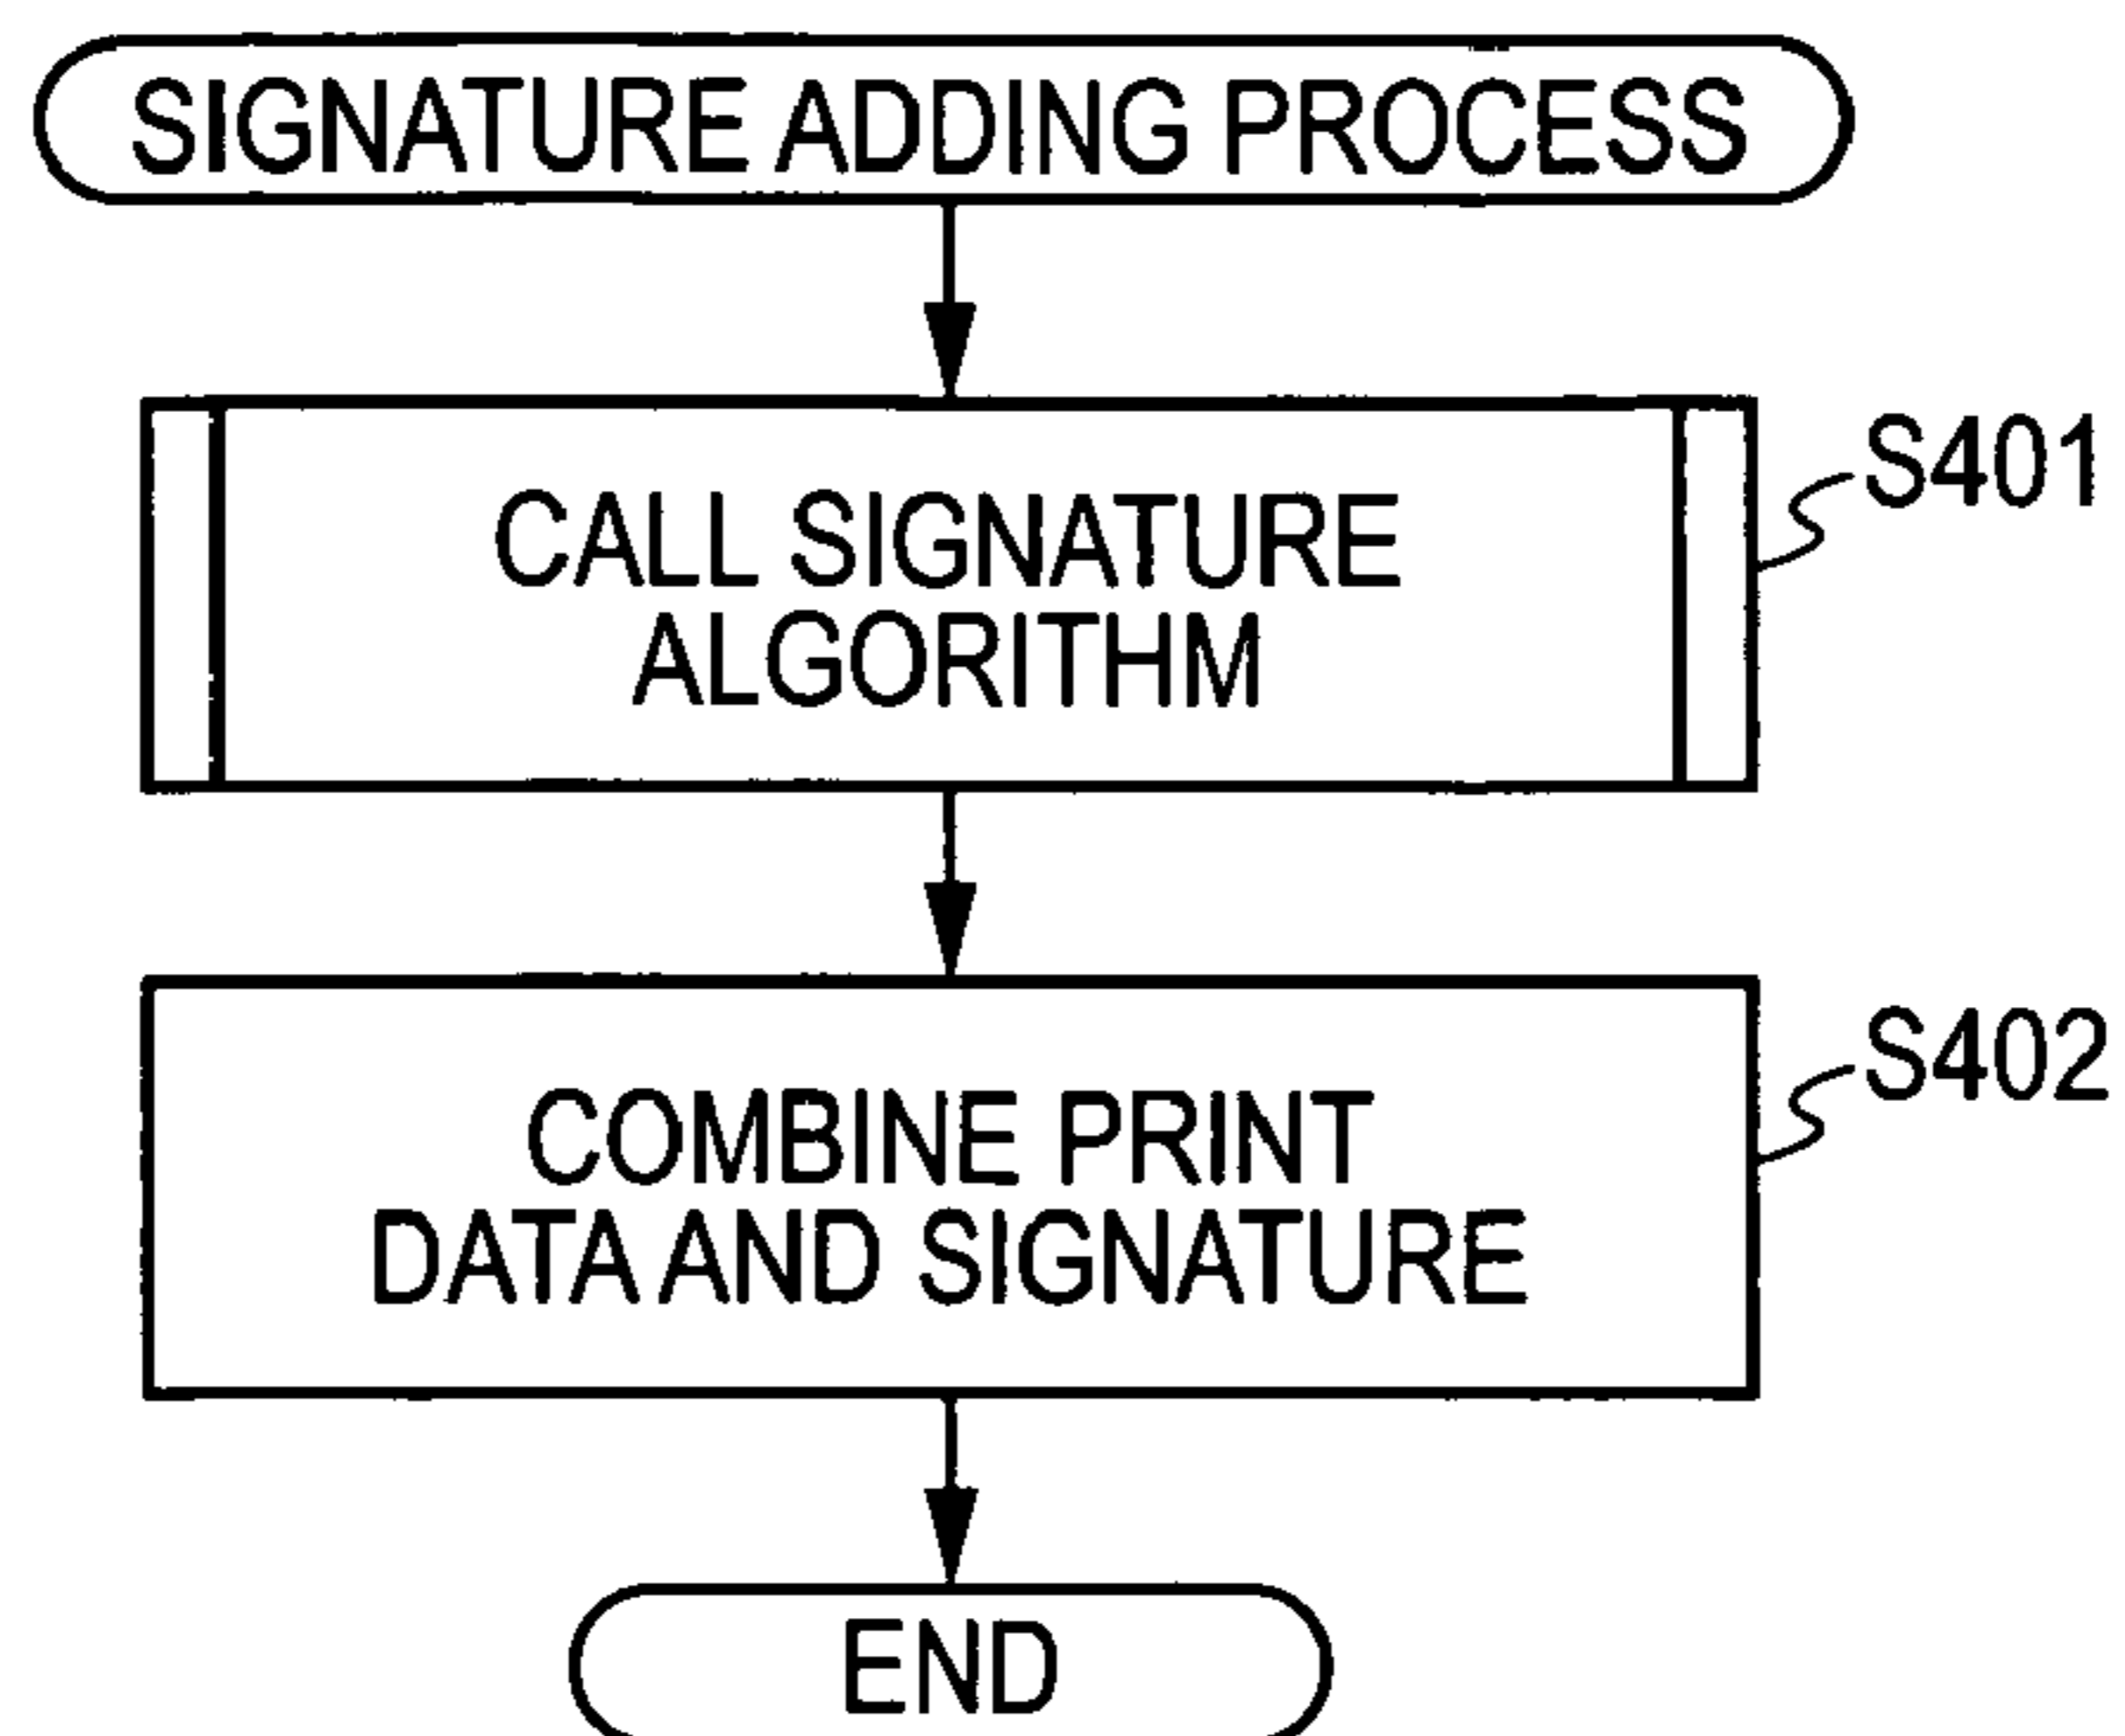 SIGNATURE ADDING PROCESS
CALL SIGNATURE
ALGORITHM
S401
COMBINE PRINT
DATA AND SIGNATURE
S402
END